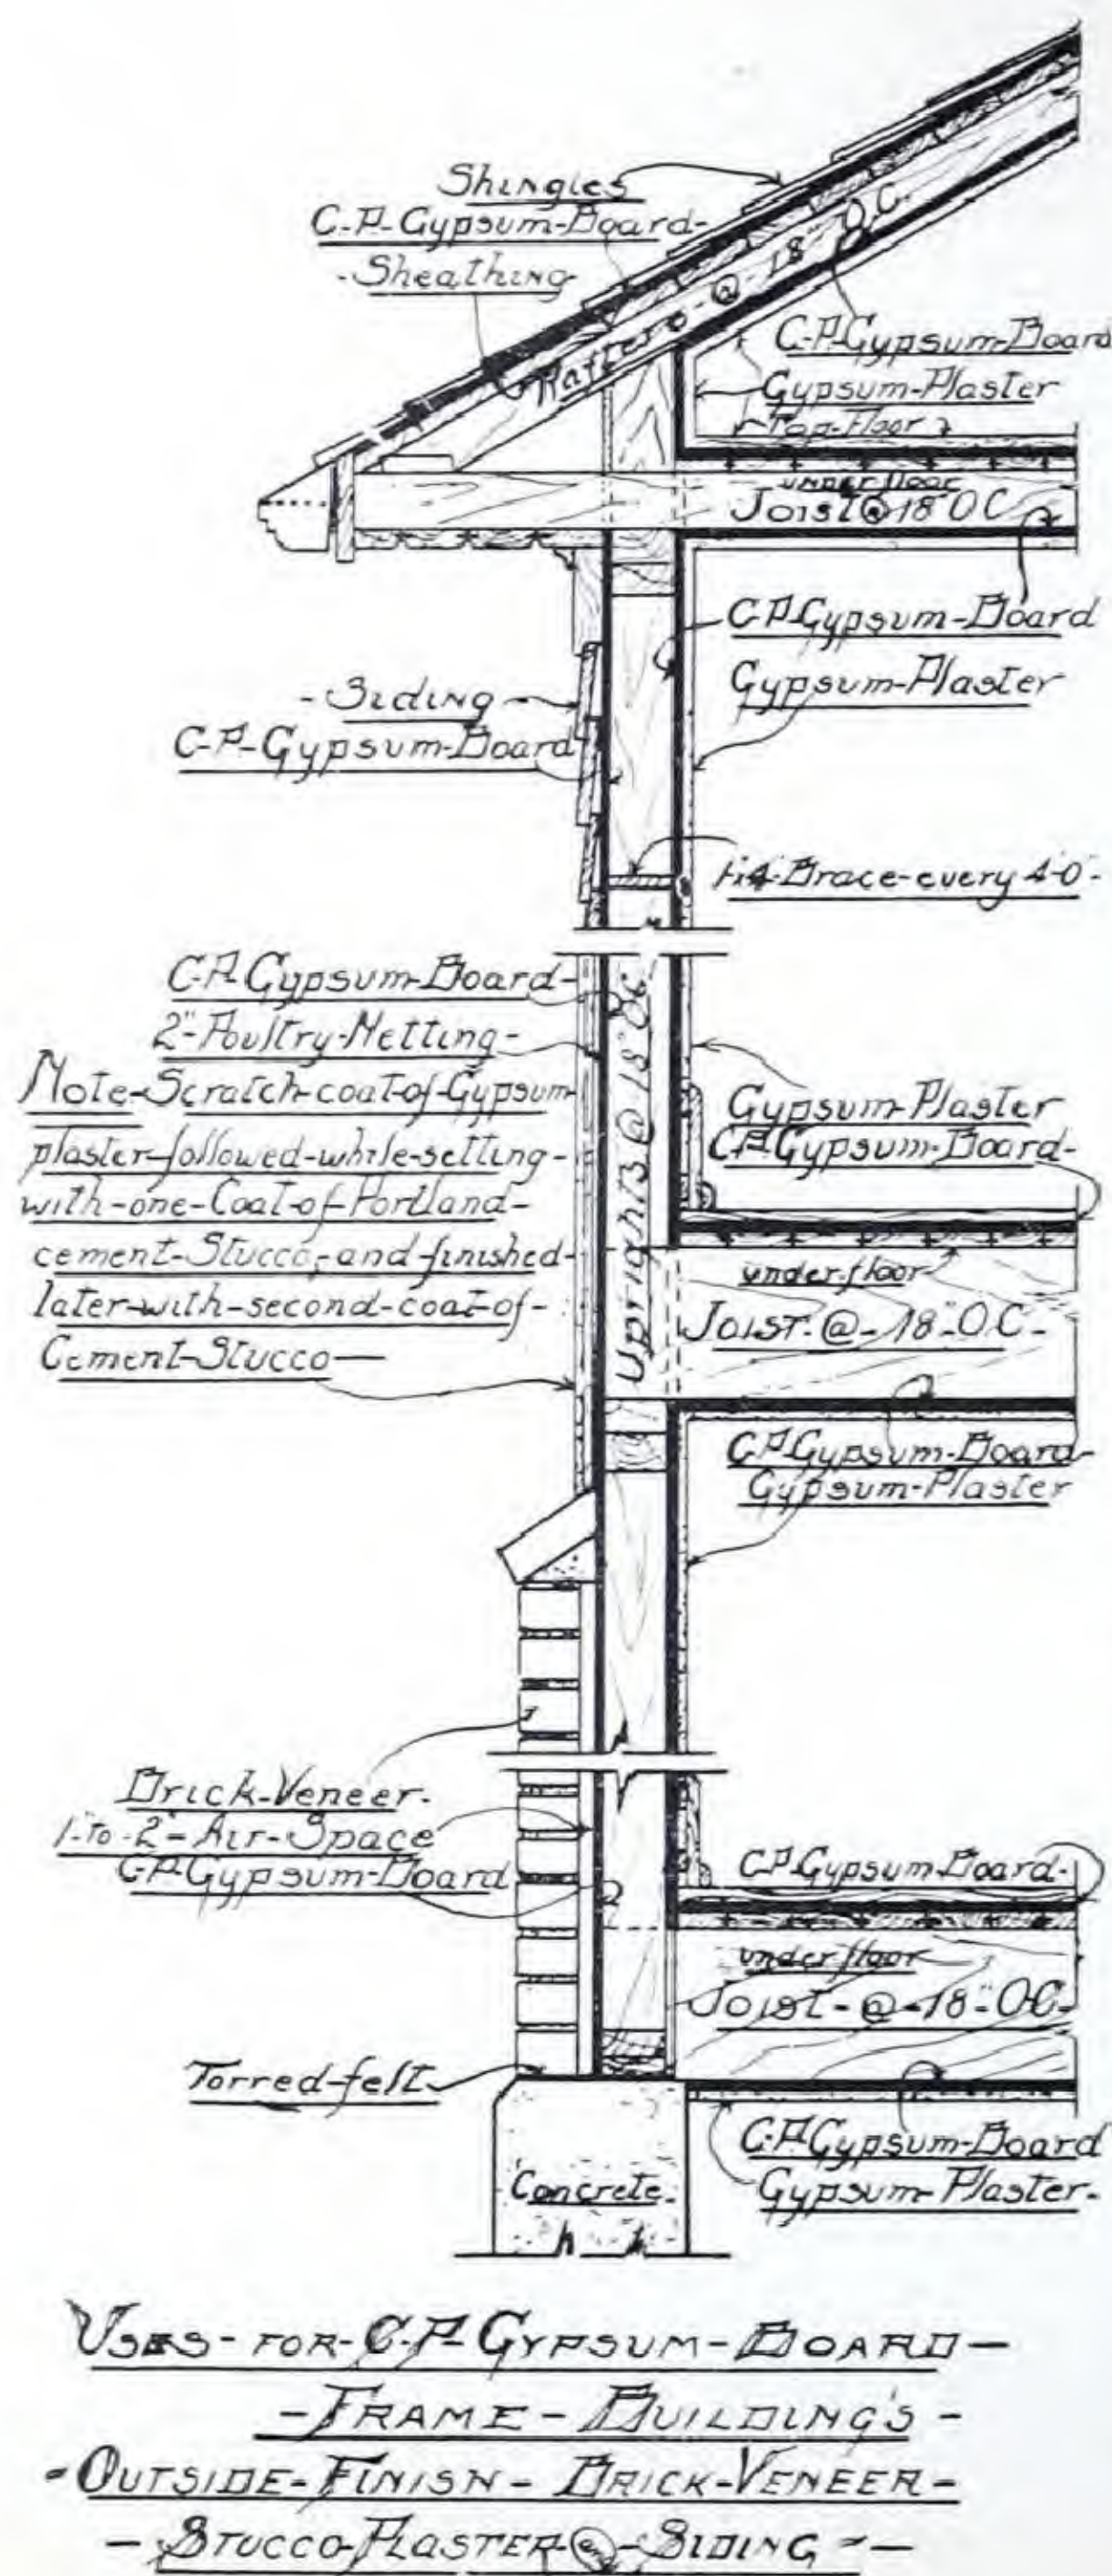 Shingles
C-P-Gypsum-Board-
-Sheathing
Rafters-@-18"O.C.
C-P-Gypsum-Board
Gypsum-Plaster
Top-Floor
under floor
Joist@18"O.C.
C-P-Gypsum-Board
Gypsum-Plaster
-Siding-
C-P-Gypsum-Board
Brace-every 4'-0"-
C-P-Gypsum-Board-
2"-Poultry-Netting-
Note-Scratch-coat-of-Gypsum
plaster-followed-while-setting-
with-one-Coat-of-Portland-
cement-Stucco,-and-finished-
later-with-second-coat-of-
Cement-Stucco-
Uprights@-18"OC.
Gypsum-Plaster
C-P-Gypsum-Board-
under-floor
Joist-@-18"-O.C.-
C-P-Gypsum-Board-
Gypsum-Plaster
Brick-Veneer-
1"-to-2"-Air-Space
C-P-Gypsum-Board
C-P-Gypsum-Board-
under floor
Joist-@-18"-O.C.-
Torred-felt
C-P-Gypsum-Board
Gypsum-Plaster-
Concrete-
Uses-for-C-P-Gypsum-Board-
-Frame-Building's-
-Outside-Finish-Brick-Veneer-
-Stucco-Plaster-and-Siding-